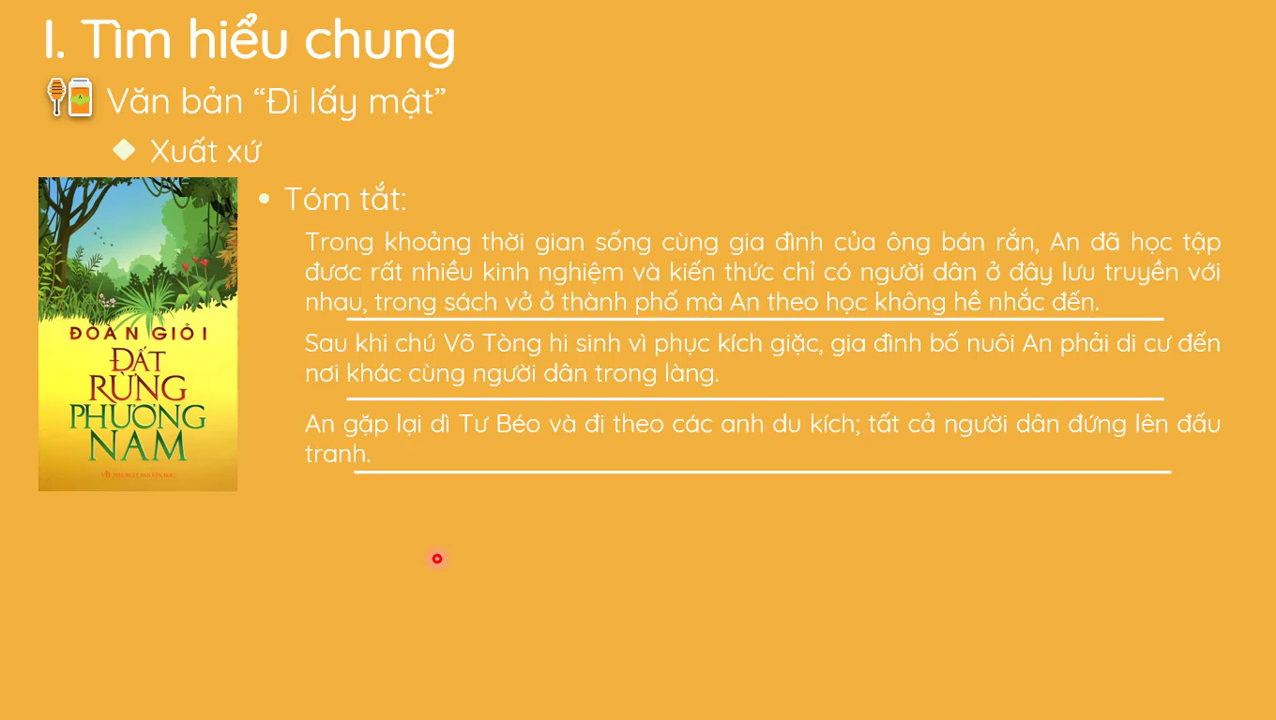 I. Tìm hiểu chung
Văn bản “Đi lấy mật”
Xuất xứ
Tóm tắt:
Trong khoảng thời gian sống cùng gia đình của ông bán rắn, An đã học tập
đươc rất nhiều kinh nghiệm và kiến thức chỉ có người dân ở đây lưu truyền với
nhau, trong sách vở ở thành phố mà An theo học không hề nhắc đến.
Sau khi chú Võ Tòng hi sinh vì phục kích giặc, gia đình bố nuôi An phải di cư đến
nơi khác cùng người dân trong làng.
An gặp lại dì Tư Béo và đi theo các anh du kích; tất cả người dân đứng lên đấu
tranh.
ĐOÀN GIỎI
ĐẤT
RỪNG
PHƯƠNG
NAM